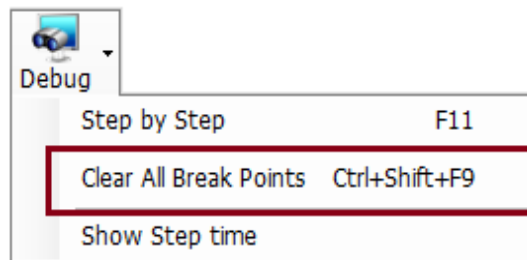 Debug
Step by Step F11
Clear All Break Points Ctrl+Shift+F9
Show Step time